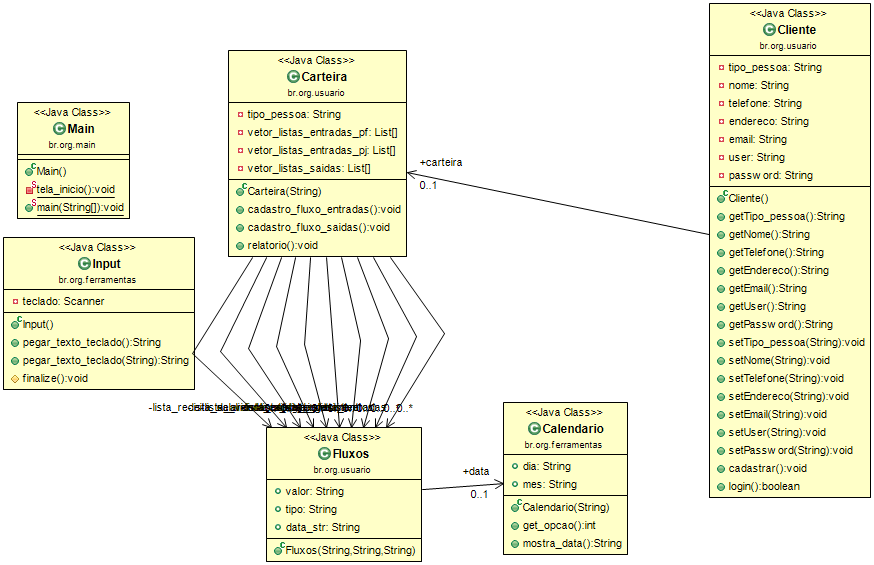 <<Java Class>>
Main
br.org.main
Main()
tela_inicio():void
main(String[]):void
<<Java Class>>
Input
br.org.ferramentas
teclado: Scanner
Input()
pegar_texto_teclado():String
pegar_texto_teclado(String):String
finalize():void
<<Java Class>>
Carteira
br.org.usuario
tipo_pessoa: String
vetor_listas_entradas_pf: List[]
vetor_listas_entradas_pj: List[]
vetor_listas_saidas: List[]
Carteira(String)
cadastro_fluxo_entradas():void
cadastro_fluxo_saidas():void
relatorio():void
+carteira
0..1
<<Java Class>>
Cliente
br.org.usuario
tipo_pessoa: String
nome: String
telefone: String
endereco: String
email: String
user: String
password: String
Cliente()
getTipo_pessoa():String
getNome():String
getTelefone():String
getEndereco():String
getEmail():String
getUser():String
getPassword():String
setTipo_pessoa(String):void
setNome(String):void
setTelefone(String):void
setEndereco(String):void
setEmail(String):void
setUser(String):void
setPassword(String):void
cadastrar():void
login():boolean
0..*
<<Java Class>>
Fluxos
br.org.usuario
valor: String
tipo: String
data_str: String
Fluxos(String,String,String)
+data
0..1
<<Java Class>>
Calendario
br.org.ferramentas
dia: String
mes: String
Calendario(String)
get_opcao():int
mostra_data():String